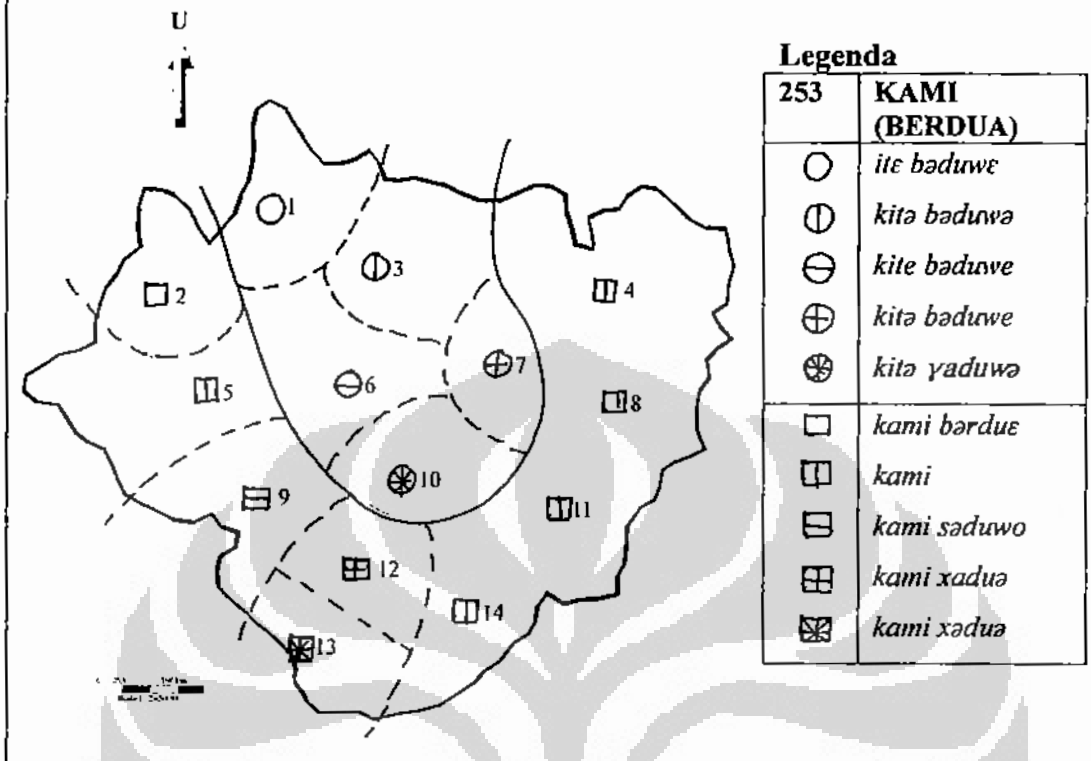 U
Legenda
253 KAMI
(BERDUA)
itɛ bəduwɛ
kitə bəduwə
kite bəduwe
kitə bəduwe
kitə ɣaduwə
kami bərduɛ
kami
kami səduwo
kami xaduə
kami xəduə
1
2
3
4
5
6
7
8
9
10
11
12
13
14